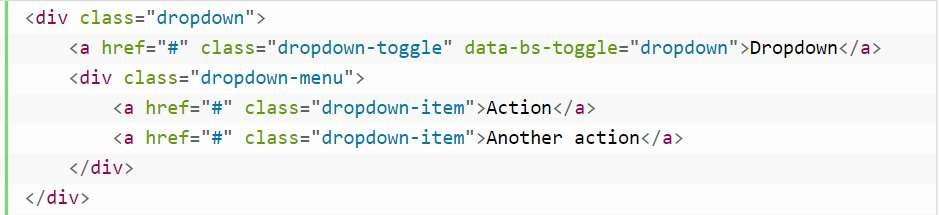 <div class="dropdown">
    <a href="#" class="dropdown-toggle" data-bs-toggle="dropdown">Dropdown</a>
    <div class="dropdown-menu">
        <a href="#" class="dropdown-item">Action</a>
        <a href="#" class="dropdown-item">Another action</a>
    </div>
</div>